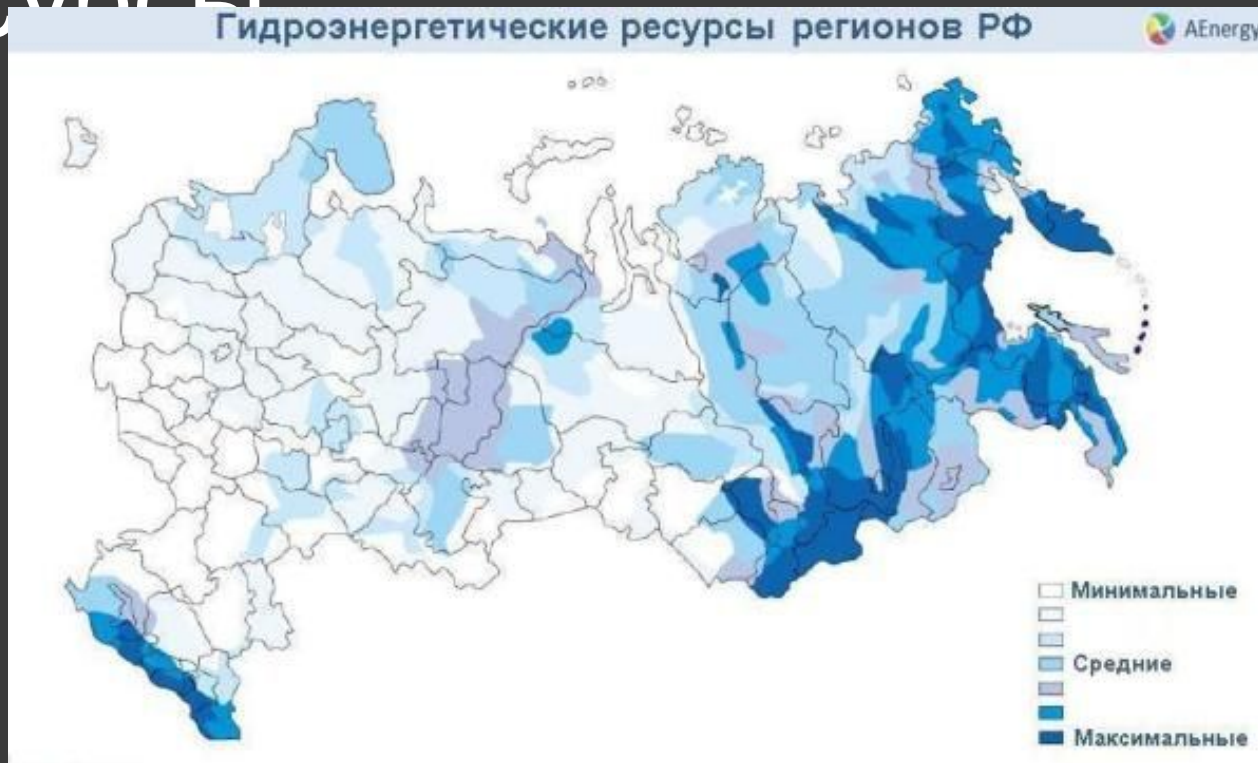 Гидроэнергетические ресурсы регионов РФ
AEnergy
Минимальные
Средние
Максимальные